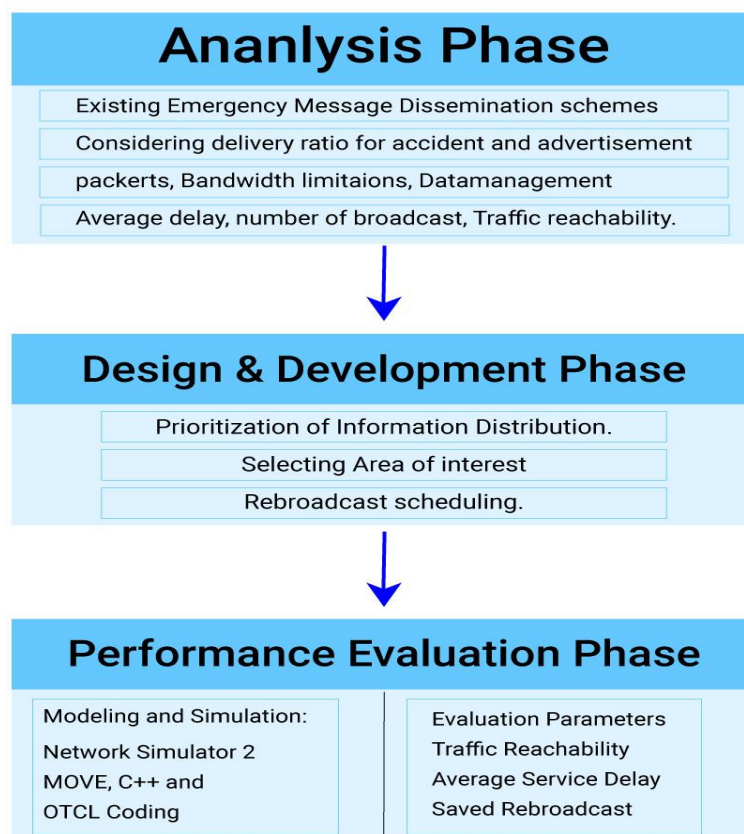 Ananlysis Phase
Existing Emergency Message Dissemination schemes
Considering delivery ratio for accident and advertisement
packerts, Bandwidth limitaions, Datamanagement
Average delay, number of broadcast, Traffic reachability.
Design & Development Phase
Prioritization of Information Distribution.
Selecting Area of interest
Rebroadcast scheduling.
Performance Evaluation Phase
Modeling and Simulation:
Network Simulator 2
MOVE, C++ and
OTCL Coding
Evaluation Parameters
Traffic Reachability
Average Service Delay
Saved Rebroadcast